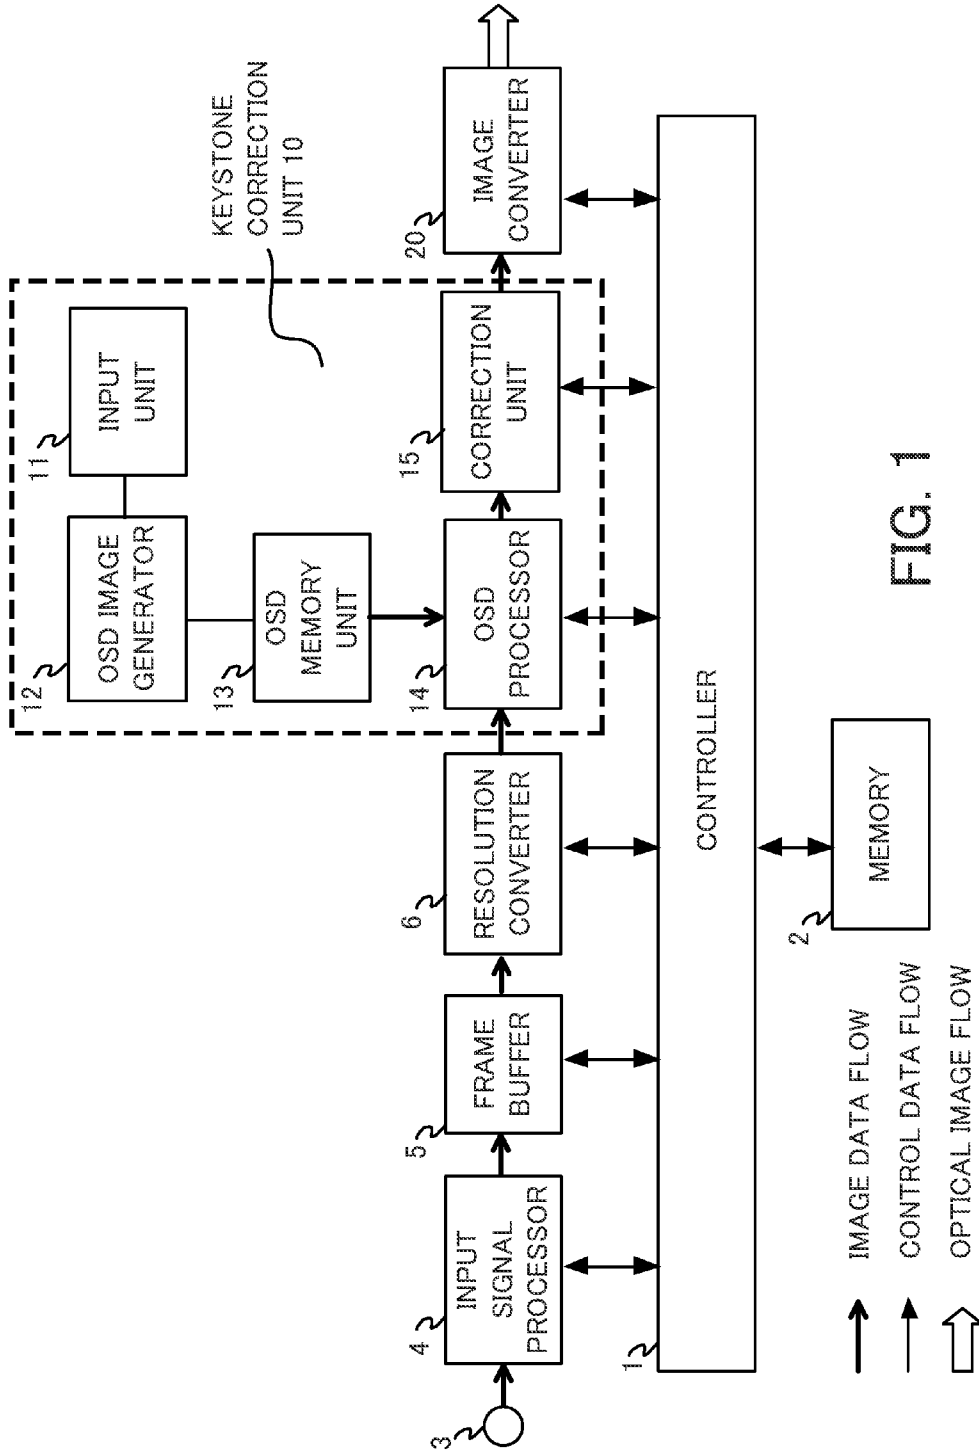 KEYSTONE
CORRECTION
UNIT 10
11
INPUT
UNIT
12
OSD IMAGE
GENERATOR
13
OSD
MEMORY
UNIT
3
4
INPUT
SIGNAL
PROCESSOR
5
FRAME
BUFFER
6
RESOLUTION
CONVERTER
14
OSD
PROCESSOR
15
CORRECTION
UNIT
20
IMAGE
CONVERTER
1
CONTROLLER
2
MEMORY
IMAGE DATA FLOW
CONTROL DATA FLOW
OPTICAL IMAGE FLOW
FIG. 1